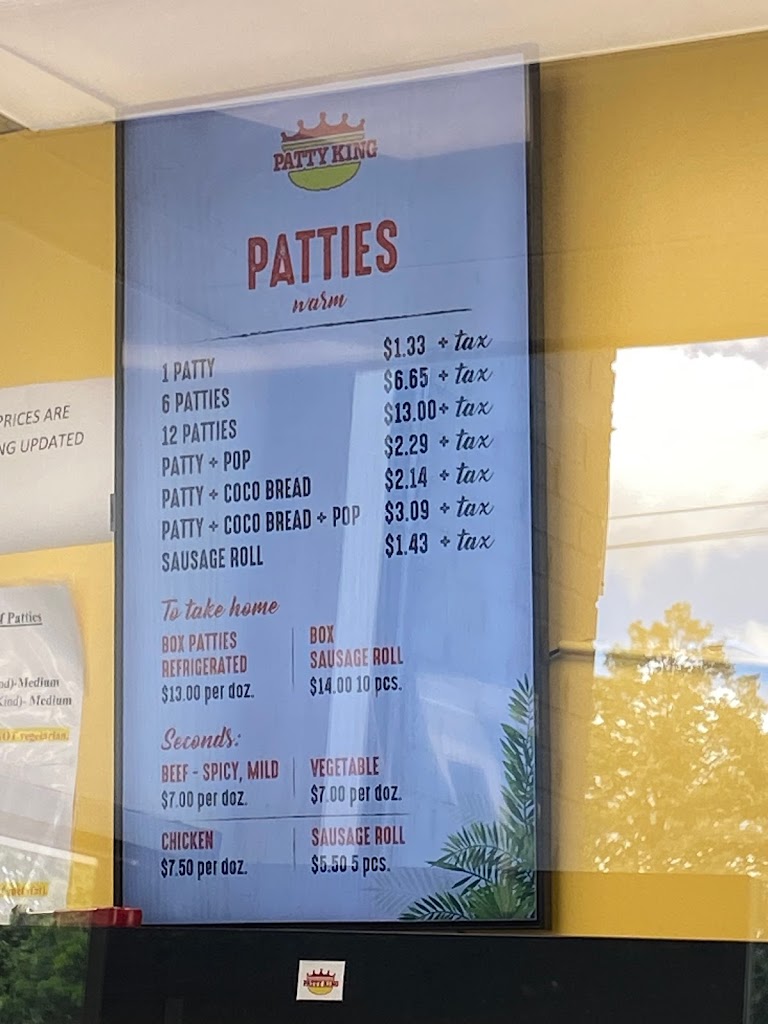 PATTY KING
PATTIES
warm
1 PATTY $1.33 + tax
6 PATTIES $6.65 + tax
12 PATTIES $13.00 + tax
PATTY + POP $2.29 + tax
PATTY + COCO BREAD $2.14 + tax
PATTY + COCO BREAD + POP $3.09 + tax
SAUSAGE ROLL $1.43 + tax
To take home
BOX PATTIES
REFRIGERATED
$13.00 per doz.
BOX
SAUSAGE ROLL
$14.00 10 pcs.
Seconds:
BEEF - SPICY, MILD
$7.00 per doz.
VEGETABLE
$7.00 per doz.
CHICKEN
$7.50 per doz.
SAUSAGE ROLL
$5.50 5 pcs.
PRICES ARE
NG UPDATED
f Patties
nd)-Medium
Kind)- Medium
NOT vegetarian.
PATTY KING